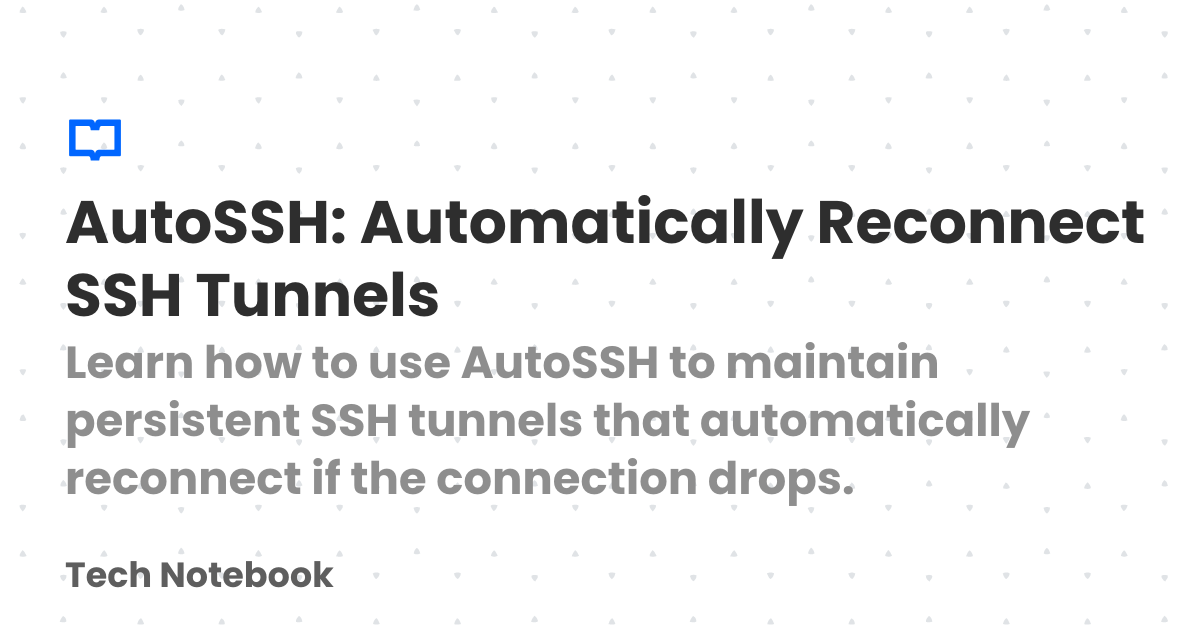 AutoSSH: Automatically Reconnect
SSH Tunnels
Learn how to use AutoSSH to maintain
persistent SSH tunnels that automatically
reconnect if the connection drops.
Tech Notebook